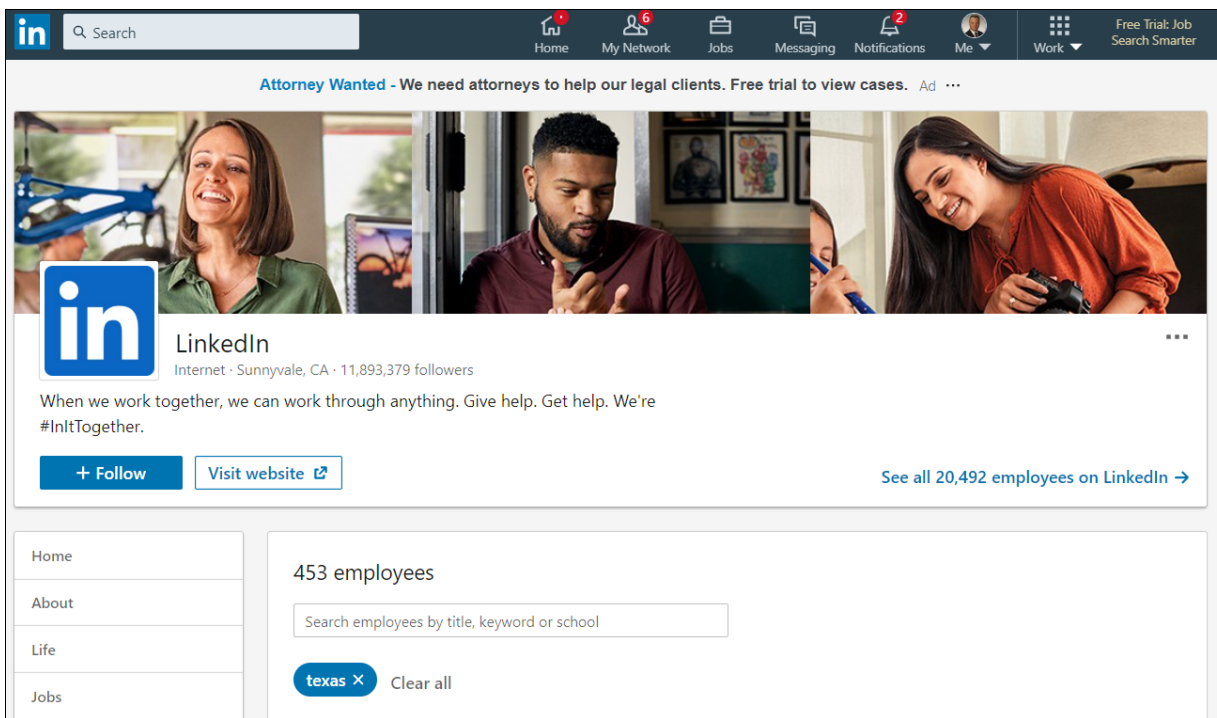 in
Search
Home
6
My Network
Jobs
Messaging
2
Notifications
Me
Work
Free Trial: Job
Search Smarter
Attorney Wanted - We need attorneys to help our legal clients. Free trial to view cases. Ad ···
in
LinkedIn
Internet · Sunnyvale, CA · 11,893,379 followers
When we work together, we can work through anything. Give help. Get help. We're
#InItTogether.
+ Follow
Visit website
See all 20,492 employees on LinkedIn →
Home
About
Life
Jobs
453 employees
Search employees by title, keyword or school
texas ×
Clear all